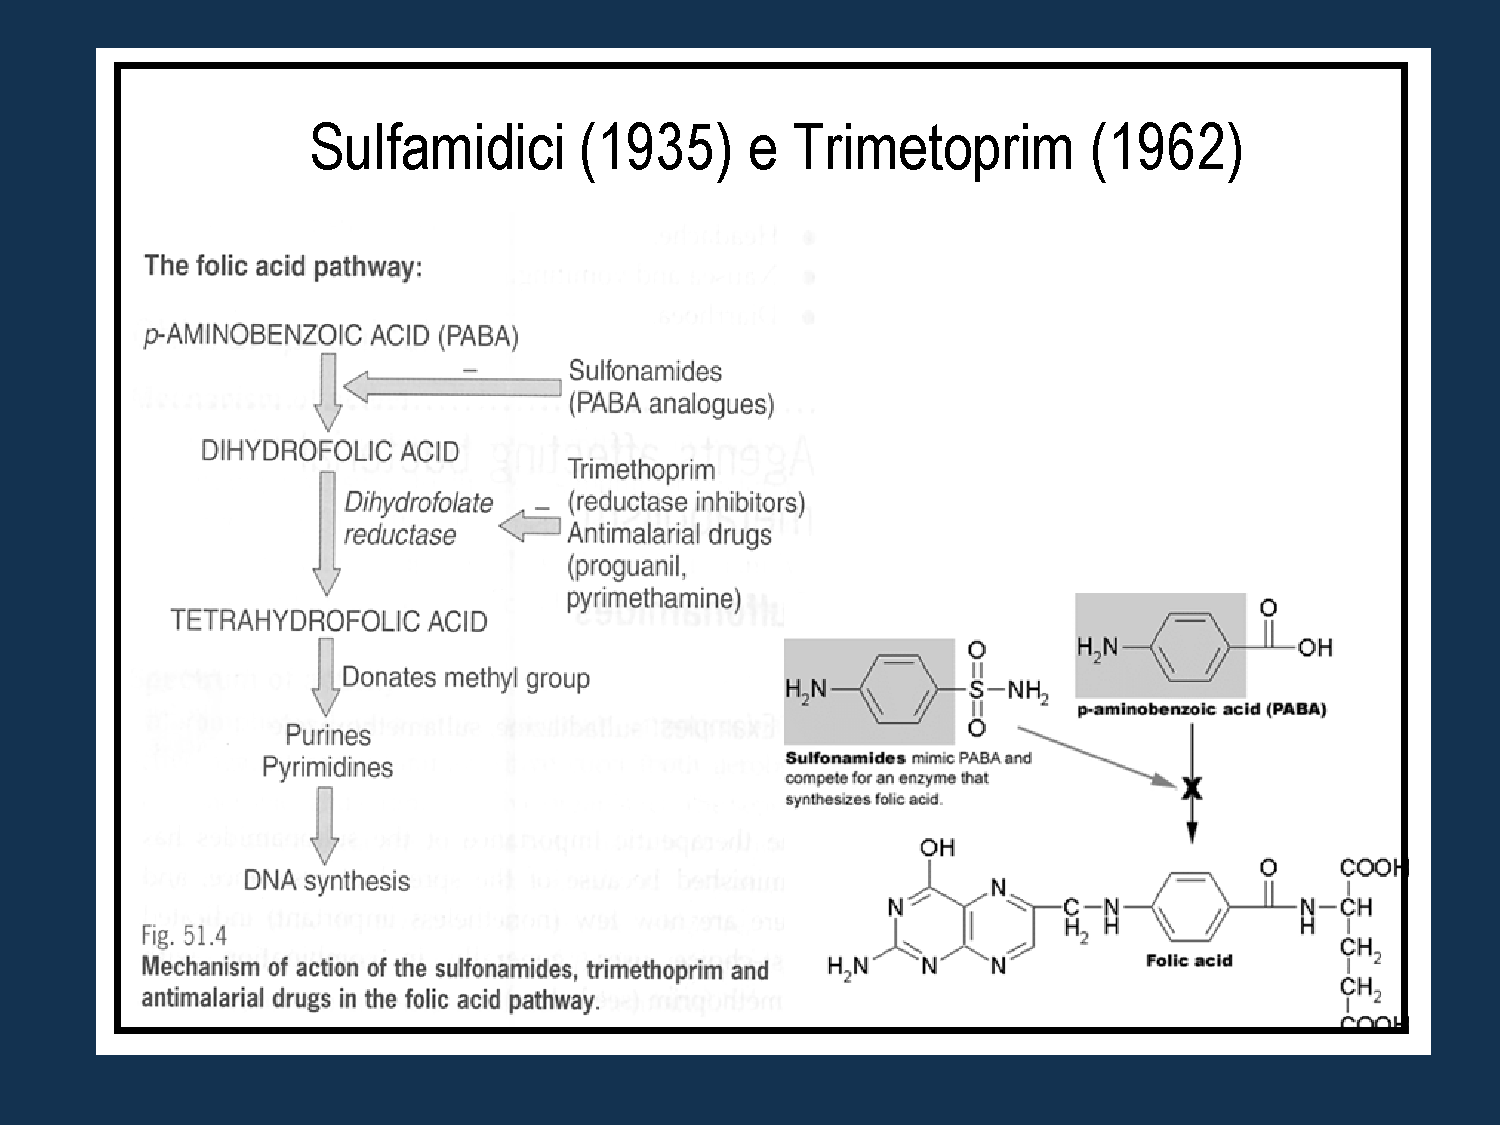 Sulfamidici (1935) e Trimetoprim (1962)
The folic acid pathway:
p-AMINOBENZOIC ACID (PABA)
–
Sulfonamides
(PABA analogues)
DIHYDROFOLIC ACID
Dihydrofolate
reductase
–
Trimethoprim
(reductase inhibitors)
Antimalarial drugs
(proguanil,
pyrimethamine)
TETRAHYDROFOLIC ACID
Donates methyl group
Purines
Pyrimidines
DNA synthesis
Fig. 51.4
Mechanism of action of the sulfonamides, trimethoprim and
antimalarial drugs in the folic acid pathway.
H2N
O
S
NH2
O
Sulfonamides mimic PABA and
compete for an enzyme that
synthesizes folic acid.
H2N
O
OH
p-aminobenzoic acid (PABA)
X
OH
N
N
H2N
N
N
C
H2
N
H
O
N
H
COOH
CH
CH2
CH2
COOH
Folic acid